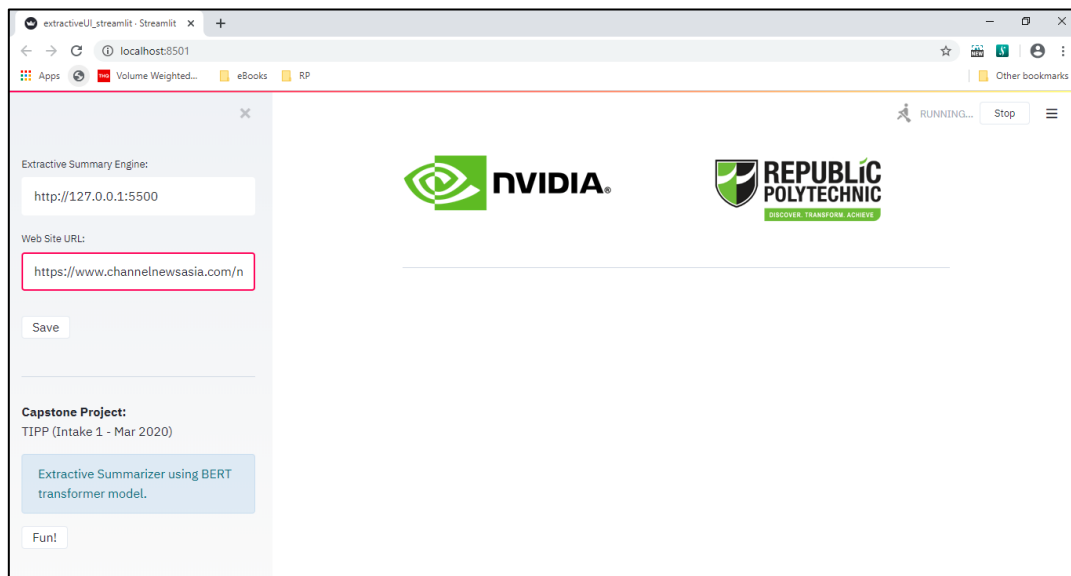 extractiveUI_streamlit · Streamlit
localhost:8501
Apps
THG
Volume Weighted...
eBooks
RP
Other bookmarks
NEW
S
RUNNING...
Stop
Extractive Summary Engine:
http://127.0.0.1:5500
Web Site URL:
https://www.channelnewsasia.com/n
Save
Capstone Project:
TIPP (Intake 1 - Mar 2020)
Extractive Summarizer using BERT
transformer model.
Fun!
NVIDIA®
REPUBLIC
POLYTECHNIC
DISCOVER. TRANSFORM. ACHIEVE